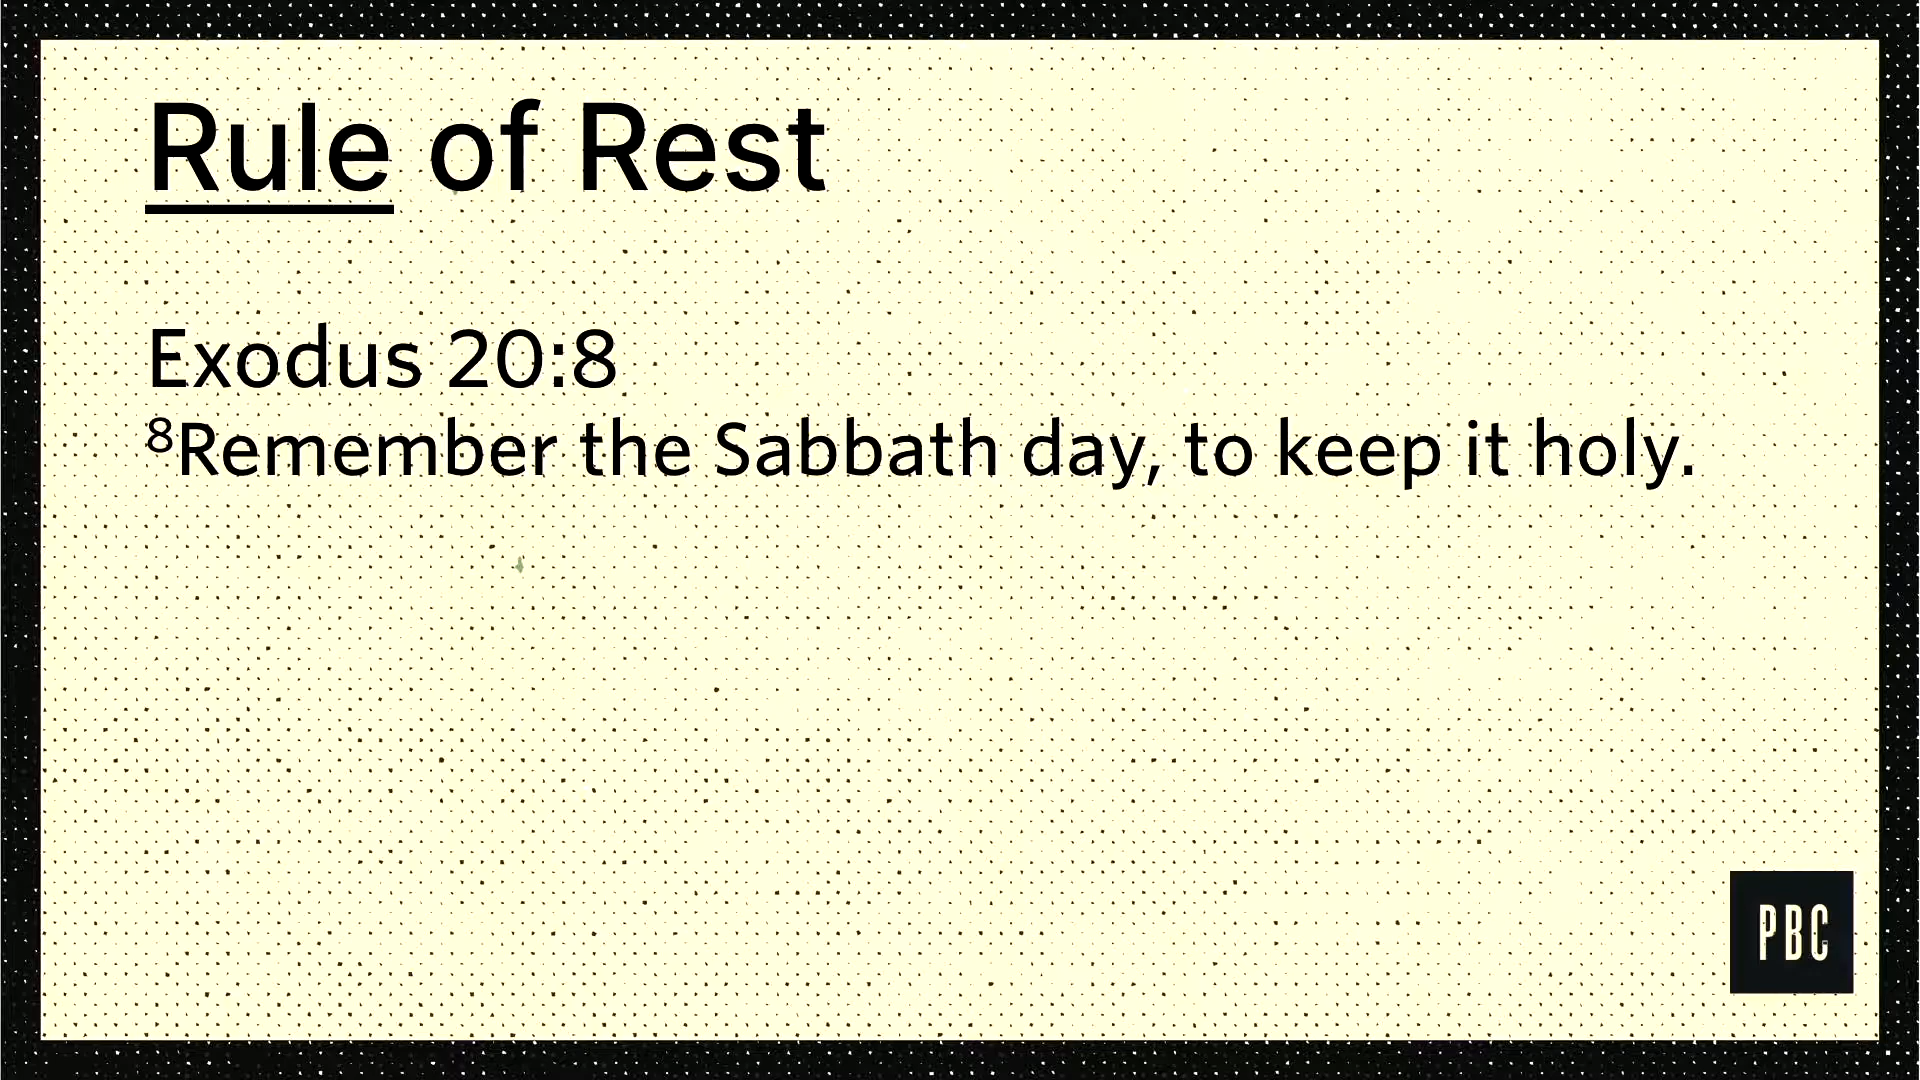 Rule of Rest
Exodus 20:8
⁸Remember the Sabbath day, to keep it holy.
PBC